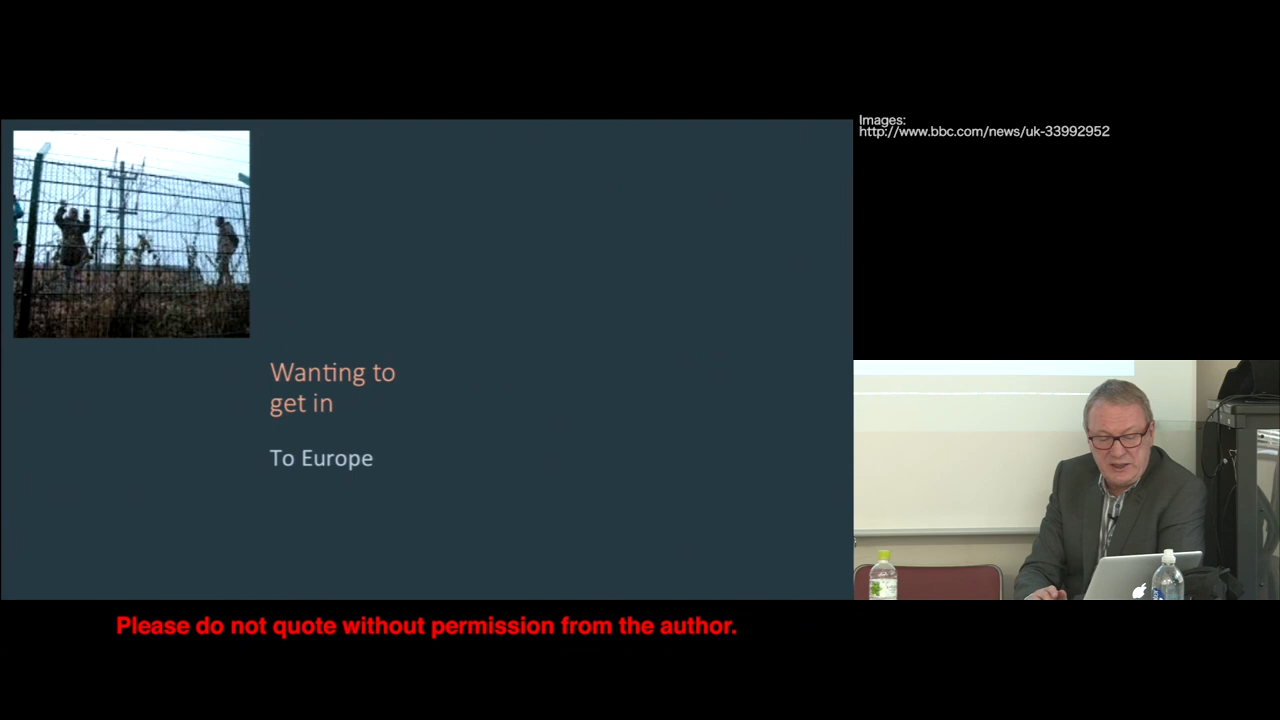 Images:
http://www.bbc.com/news/uk-33992952
Wanting to
get in
To Europe
Please do not quote without permission from the author.